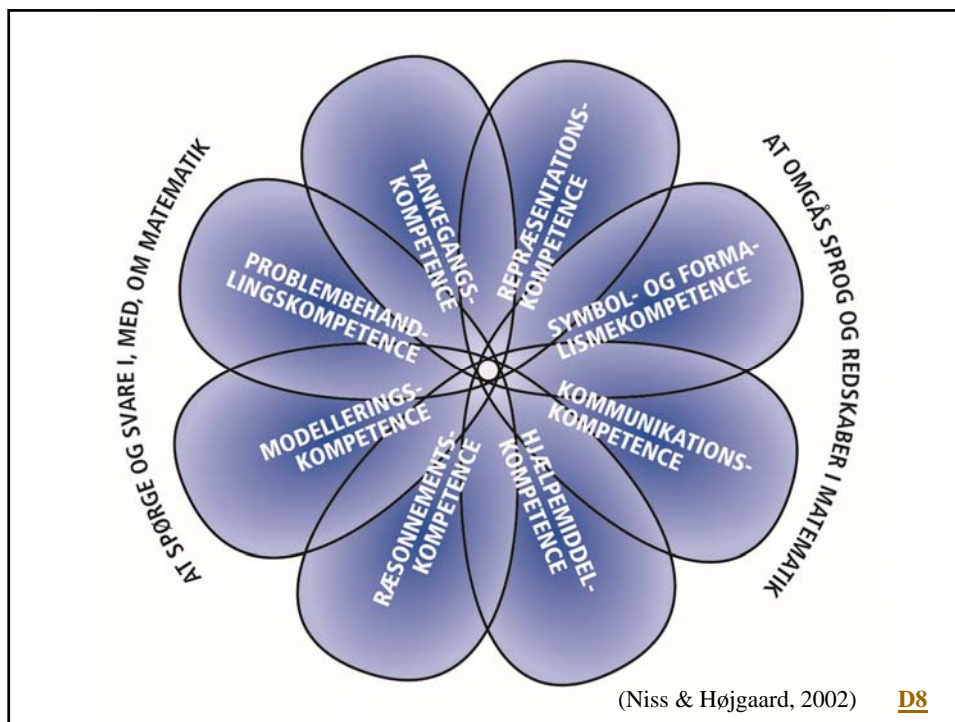 AT SPØRGE OG SVARE I, MED, OM MATEMATIK
TANKEGANGS-
KOMPETENCE
REPRÆSENTATIONS-
KOMPETENCE
PROBLEMBEHAND-
LINGSKOMPETENCE
SYMBOL- OG FORMA-
LISMEKOMPETENCE
MODELLERINGS-
KOMPETENCE
KOMMUNIKATIONS-
KOMPETENCE
RÆSONNEMENTS-
KOMPETENCE
HJÆLPEMIDDEL-
KOMPETENCE
AT OMGÅS SPROG OG REDSKABER I MATEMATIK
(Niss & Højgaard, 2002) D8